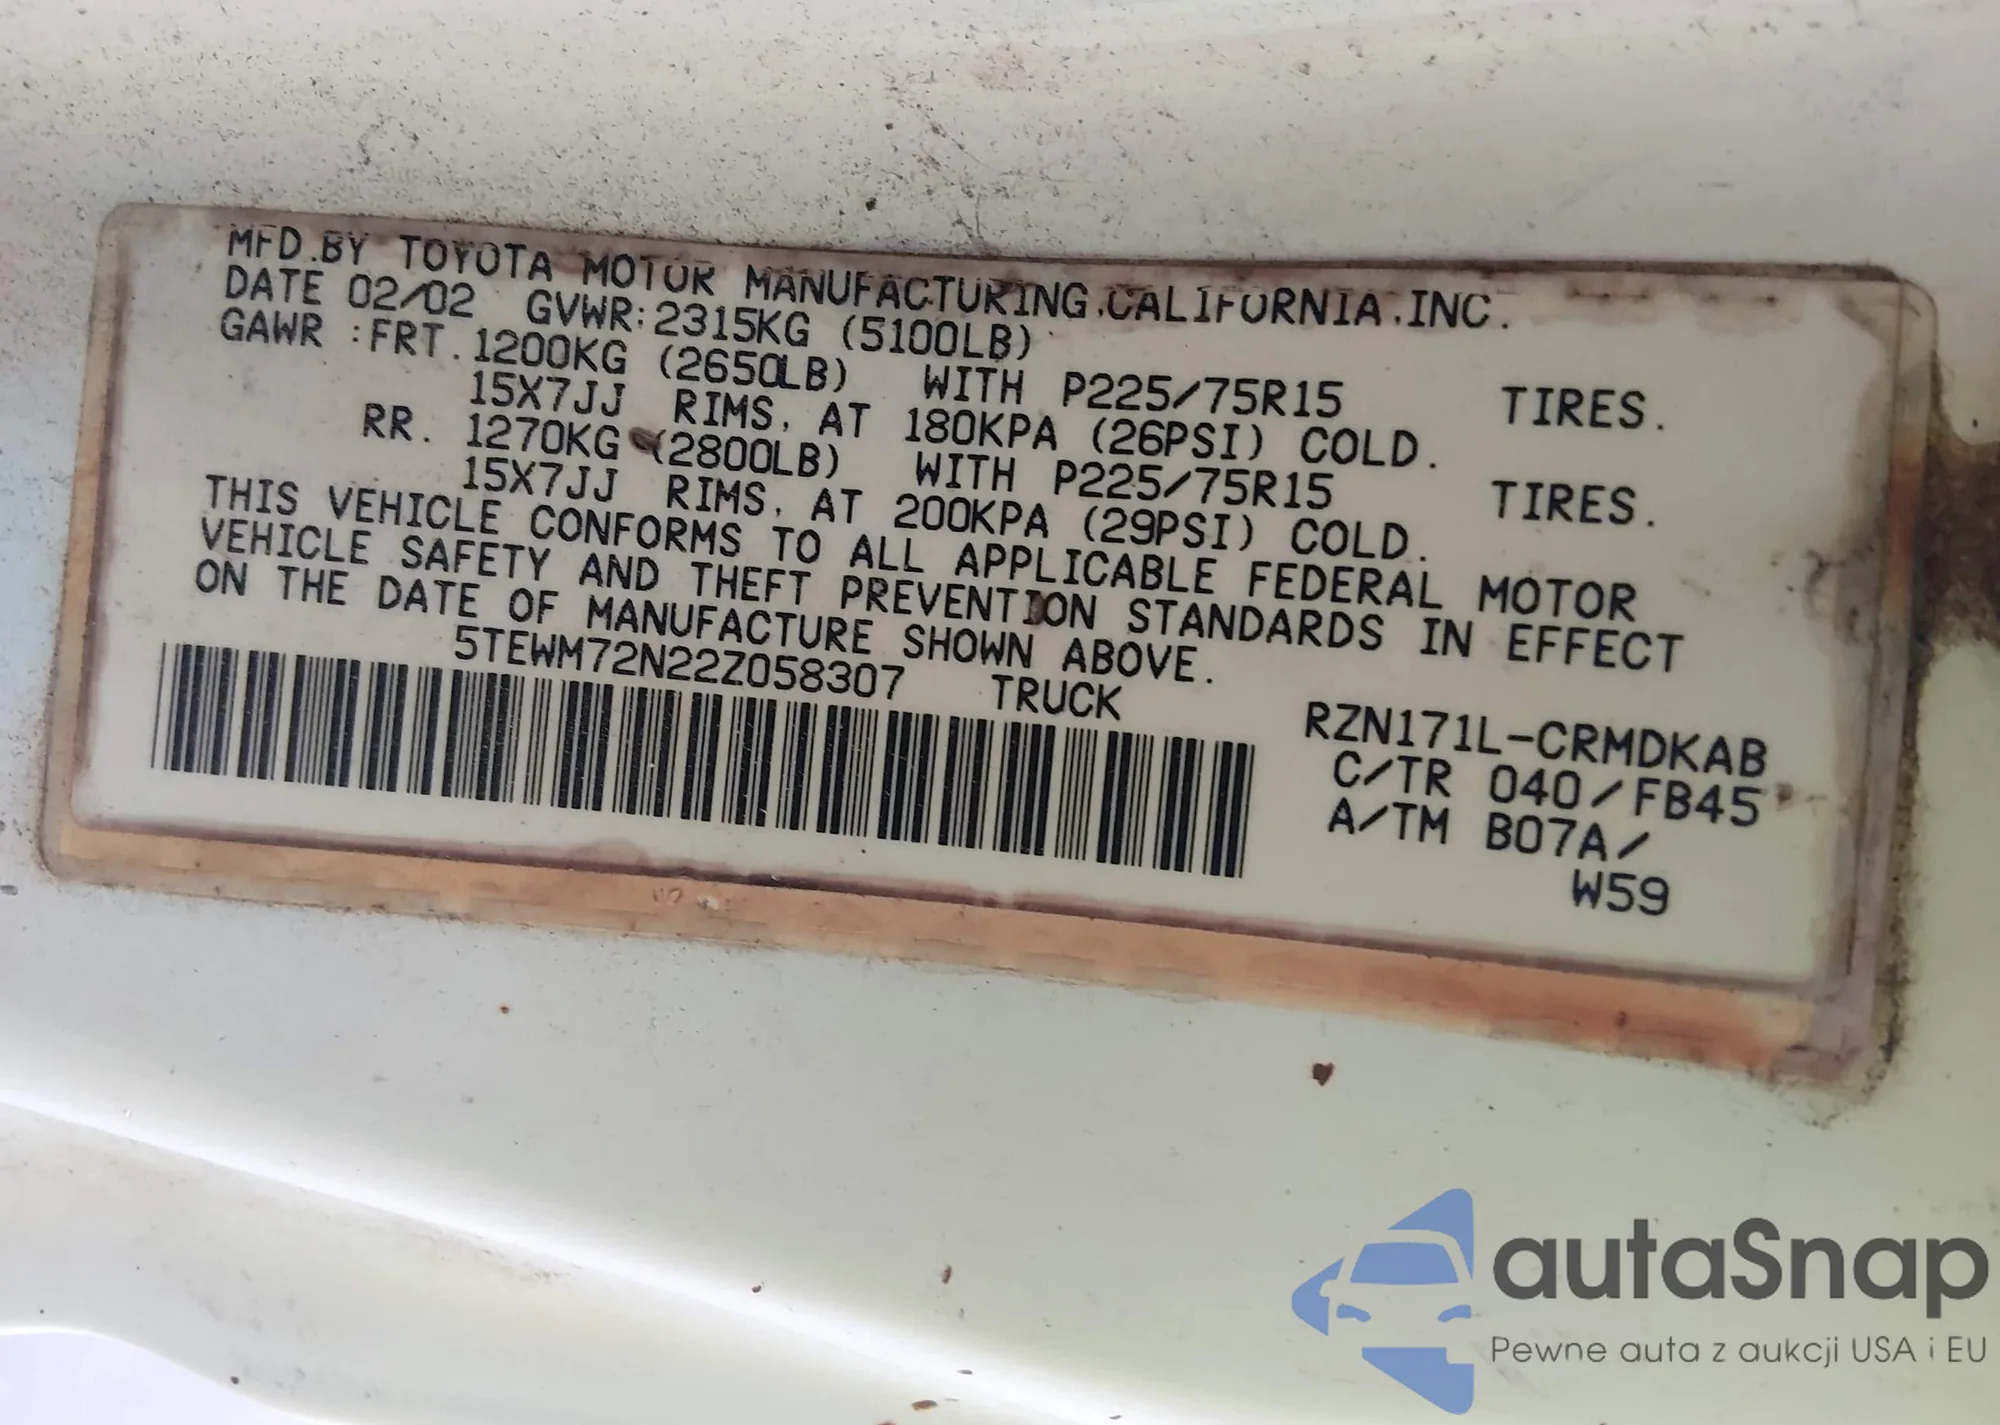 MFD.BY TOYOTA MOTOR MANUFACTURING.CALIFORNIA.INC.
DATE 02/02 GVWR:2315KG (5100LB)
GAWR :FRT. 1200KG (2650LB) WITH P225/75R15 TIRES.
15X7JJ RIMS, AT 180KPA (26PSI) COLD.
RR. 1270KG (2800LB) WITH P225/75R15 TIRES.
15X7JJ RIMS, AT 200KPA (29PSI) COLD.
THIS VEHICLE CONFORMS TO ALL APPLICABLE FEDERAL MOTOR
VEHICLE SAFETY AND THEFT PREVENTION STANDARDS IN EFFECT
ON THE DATE OF MANUFACTURE SHOWN ABOVE.
5TEWM72N22Z058307 TRUCK
RZN171L-CRMDKAB
C/TR 040/FB45
A/TM B07A/
W59
autaSnap
Pewne auta z aukcji USA i EU